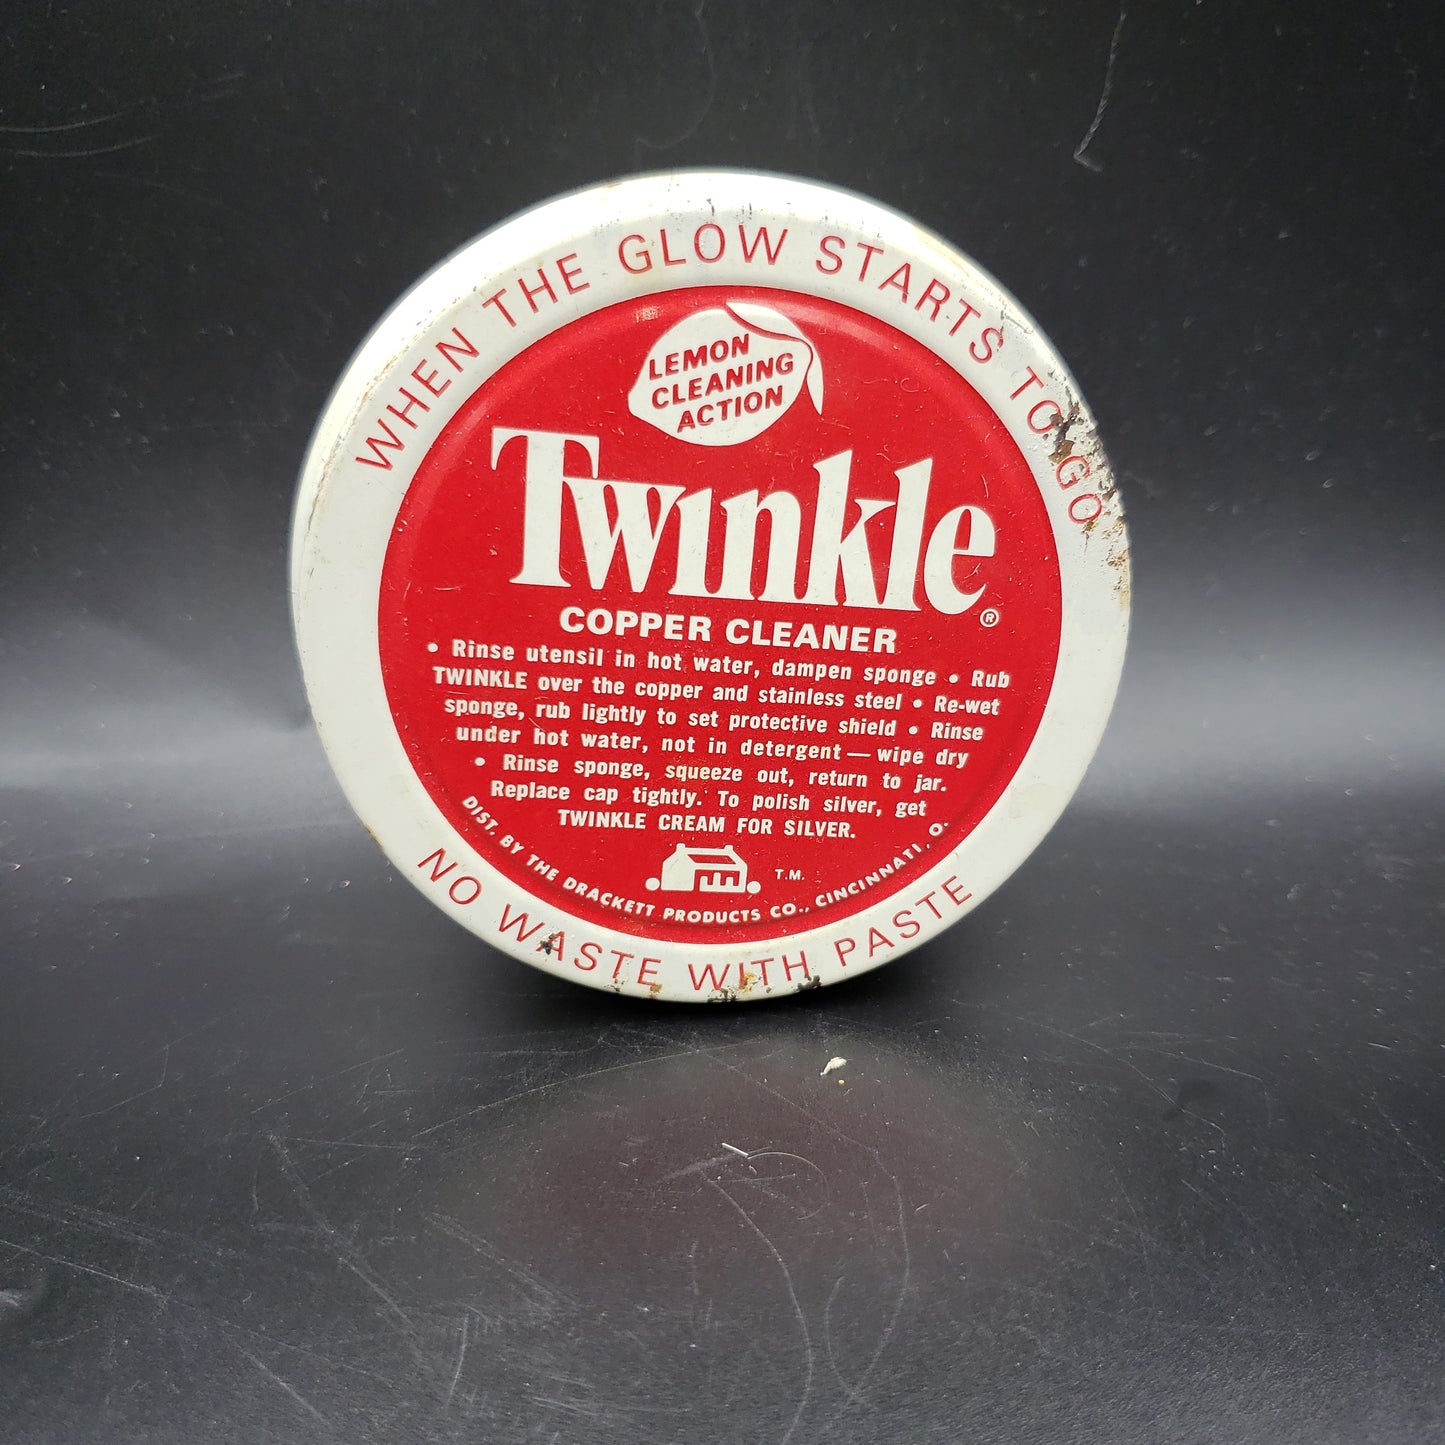 WHEN THE GLOW STARTS TO GO
LEMON
CLEANING
ACTION
Twinkle®
COPPER CLEANER
• Rinse utensil in hot water, dampen sponge • Rub
TWINKLE over the copper and stainless steel • Re-wet
sponge, rub lightly to set protective shield • Rinse
under hot water, not in detergent — wipe dry
• Rinse sponge, squeeze out, return to jar.
Replace cap tightly. To polish silver, get
TWINKLE CREAM FOR SILVER.
T.M.
DIST. BY THE DRACKETT PRODUCTS CO., CINCINNATI, O.
NO WASTE WITH PASTE